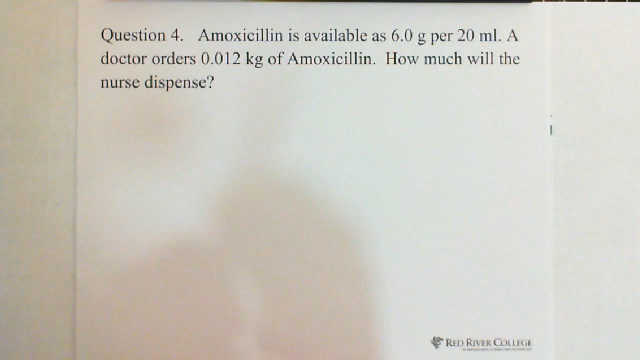 Question 4. Amoxicillin is available as 6.0 g per 20 ml. A
doctor orders 0.012 kg of Amoxicillin. How much will the
nurse dispense?
RED RIVER COLLEGE